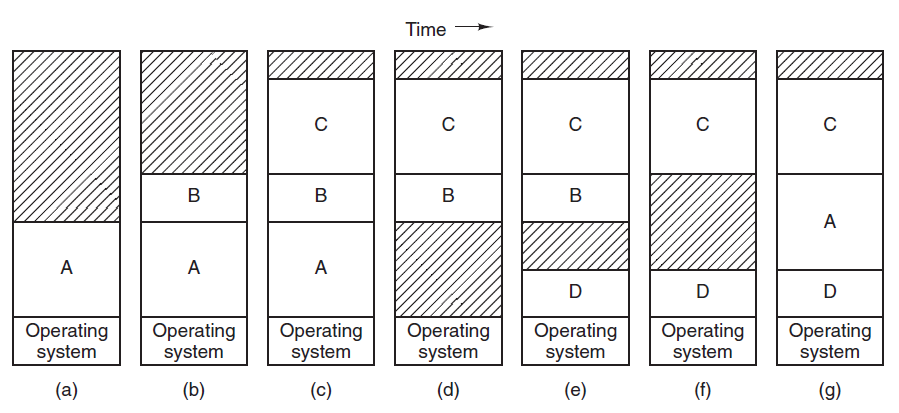 Time
C
C
C
C
C
B
B
B
B
A
A
A
A
D
D
D
Operating
system
Operating
system
Operating
system
Operating
system
Operating
system
Operating
system
Operating
system
(a)
(b)
(c)
(d)
(e)
(f)
(g)